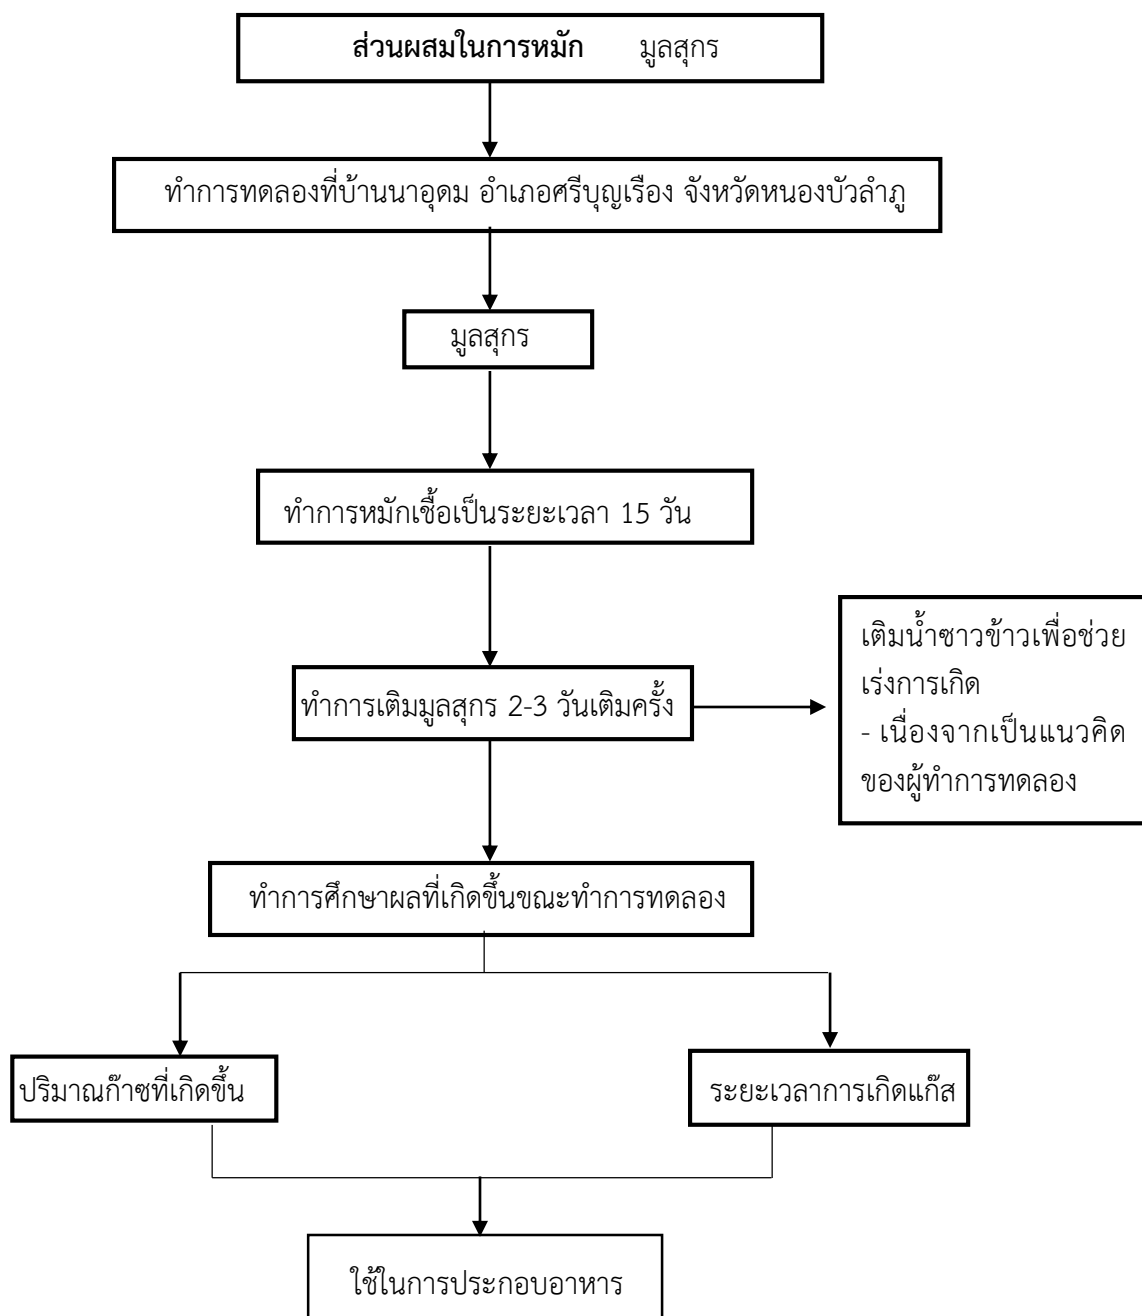 ส่วนผสมในการหมัก มูลสุกร
ทำการทดลองที่บ้านนาอุดม อำเภอศรีบุญเรือง จังหวัดหนองบัวลำภู
มูลสุกร
ทำการหมักเชื้อเป็นระยะเวลา 15 วัน
ทำการเติมมูลสุกร 2-3 วันเติมครั้ง
เติมน้ำซาวข้าวเพื่อช่วย
เร่งการเกิด
- เนื่องจากเป็นแนวคิด
ของผู้ทำการทดลอง
ทำการศึกษาผลที่เกิดขึ้นขณะทำการทดลอง
ปริมาณก๊าซที่เกิดขึ้น
ระยะเวลาการเกิดแก๊ส
ใช้ในการประกอบอาหาร